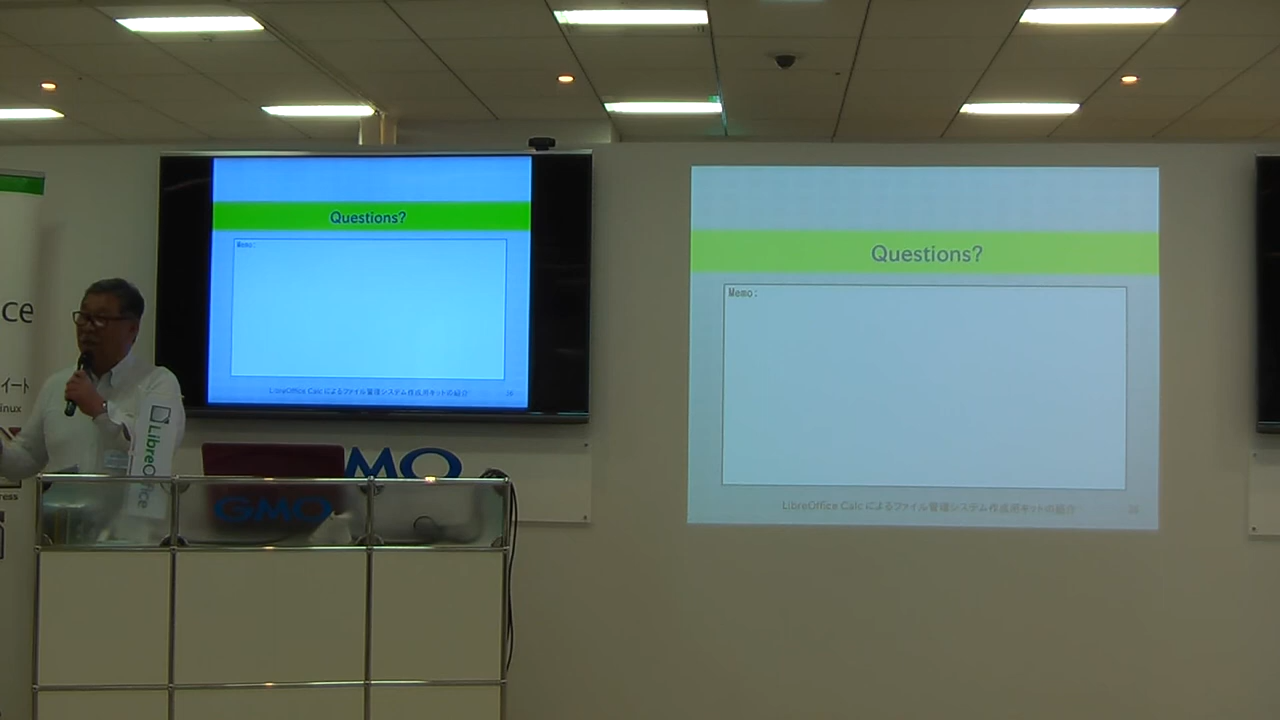 Questions?
Memo:
LibreOffice Calc によるファイル管理システム作成用キットの紹介
26
Questions?
Memo:
LibreOffice Calc によるファイル管理システム作成用キットの紹介
ce
イート
inux
ress
LibreOffice
GMO
GMO